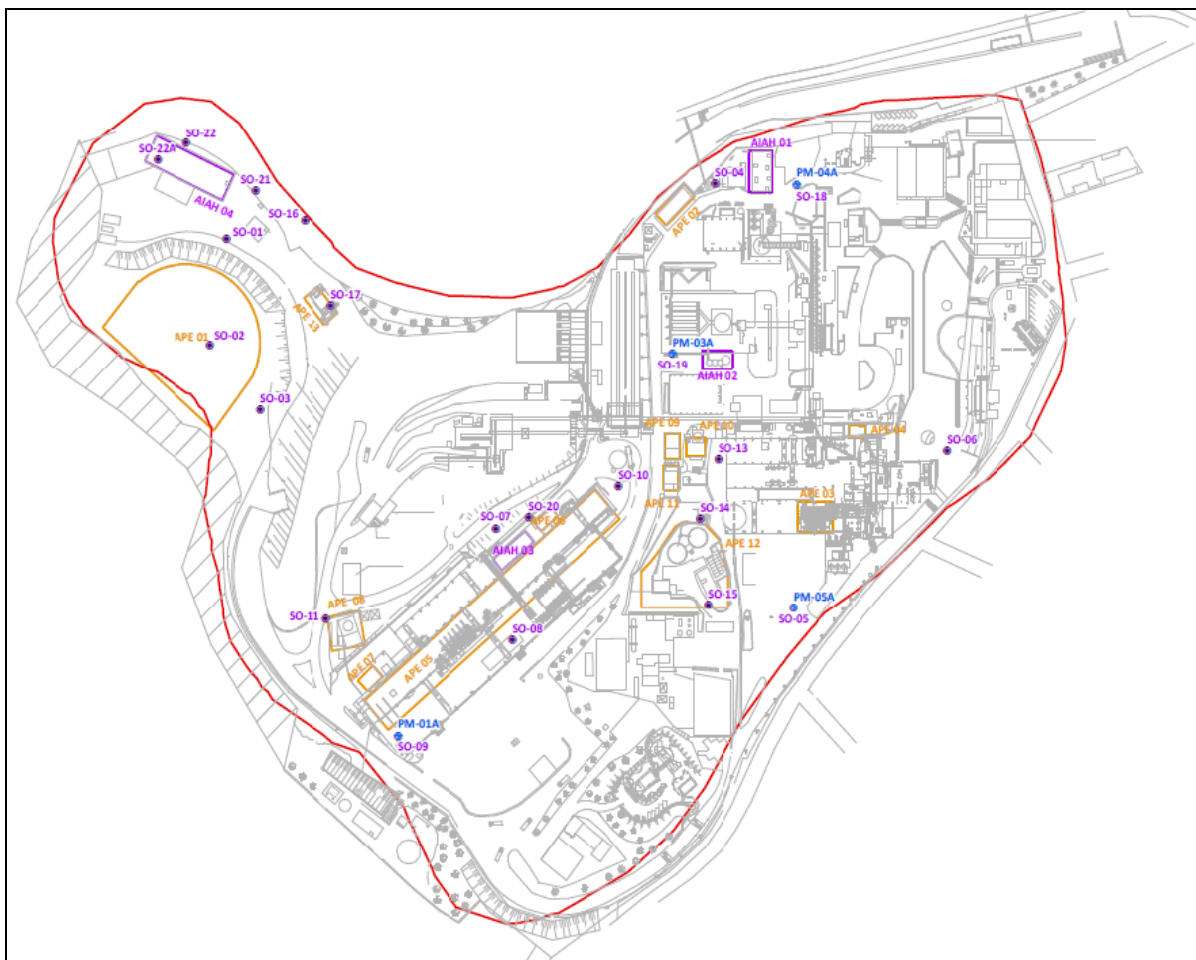 SO-22
AIAH 01
SO-22A
PM-04A
SO-04
SO-21
SO-18
AIAH 04
APE 02
SO-16
SO-01
SO-17
APE 13
APE 01
SO-02
PM-03A
SO-19
AIAH 02
SO-03
APE 09
APE 10
APE 04
SO-06
SO-13
SO-10
APE 03
APE 11
SO-14
SO-20
SO-07
APE 06
APE 12
AIAH 03
APE 08
PM-05A
SO-15
SO-11
SO-05
SO-08
APE 07
APE 05
PM-01A
SO-09